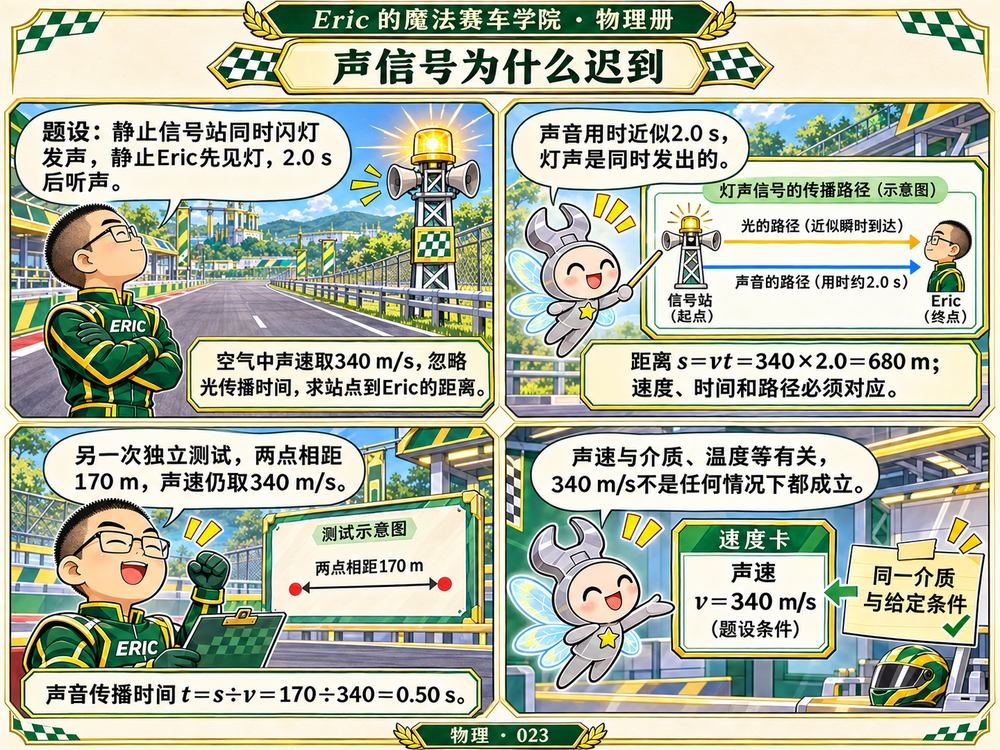 Eric 的魔法赛车学院 · 物理册
声信号为什么迟到
题设：静止信号站同时闪灯
发声，静止Eric先见灯，2.0 s
后听声。
ERIC
空气中声速取340 m/s，忽略
光传播时间，求站点到Eric的距离。
声音用时近似2.0 s，
灯声是同时发出的。
灯声信号的传播路径（示意图）
光的路径（近似瞬时到达）
声音的路径（用时约2.0 s）
信号站
（起点）
Eric
（终点）
距离 s＝vt＝340×2.0＝680 m；
速度、时间和路径必须对应。
另一次独立测试，两点相距
170 m，声速仍取340 m/s。
测试示意图
两点相距170 m
ERIC
声音传播时间 t＝s÷v＝170÷340＝0.50 s。
声速与介质、温度等有关，
340 m/s不是任何情况下都成立。
速度卡
声速
v＝340 m/s
（题设条件）
同一介质
与给定条件
物理 · 023